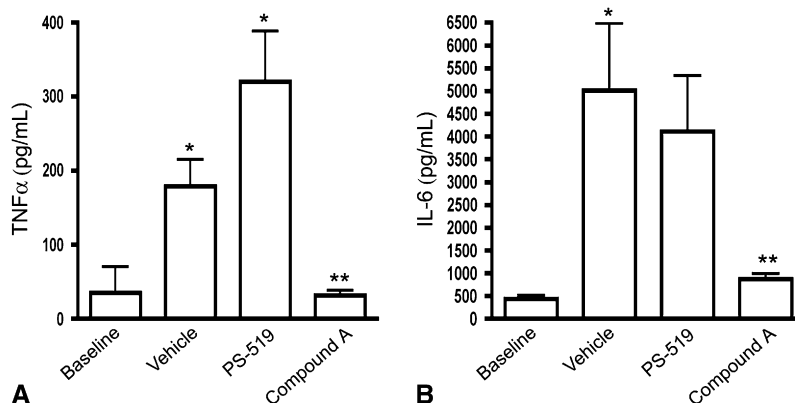 400
300
200
100
0
TNFα (pg/mL)
*
*
**
Baseline
Vehicle
PS-519
Compound A
A
6500
6000
5500
5000
4500
4000
3500
3000
2500
2000
1500
1000
500
0
IL-6 (pg/mL)
*
**
Baseline
Vehicle
PS-519
Compound A
B